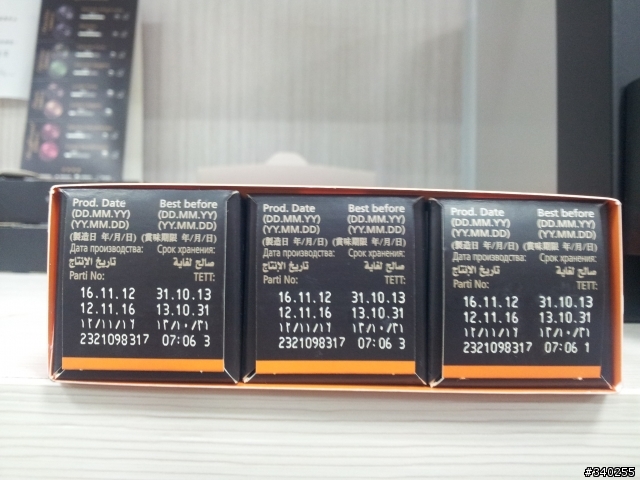 Prod. Date Best before
(DD.MM.YY) (DD.MM.YY)
(YY.MM.DD) (YY.MM.DD)
(製造日 年/月/日) (賞味期限 年/月/日)
Дата производства: Срок хранения:
تاريخ الإنتاج: صالح لغاية:
Parti No: TETT:
16.11.12 31.10.13
12.11.16 13.10.31
١٢/١١/١٦ ١٣/١٠/٣١
2321098317 07:06 3
Prod. Date Best before
(DD.MM.YY) (DD.MM.YY)
(YY.MM.DD) (YY.MM.DD)
(製造日 年/月/日) (賞味期限 年/月/日)
Дата производства: Срок хранения:
تاريخ الإنتاج: صالح لغاية:
Parti No: TETT:
16.11.12 31.10.13
12.11.16 13.10.31
١٢/١١/١٦ ١٣/١٠/٣١
2321098317 07:06 3
Prod. Date Best before
(DD.MM.YY) (DD.MM.YY)
(YY.MM.DD) (YY.MM.DD)
(製造日 年/月/日) (賞味期限 年/月/日)
Дата производства: Срок хранения:
تاريخ الإنتاج: صالح لغاية:
Parti No: TETT:
16.11.12 31.10.13
12.11.16 13.10.31
١٢/١١/١٦ ١٣/١٠/٣١
2321098317 07:06 1
#340255